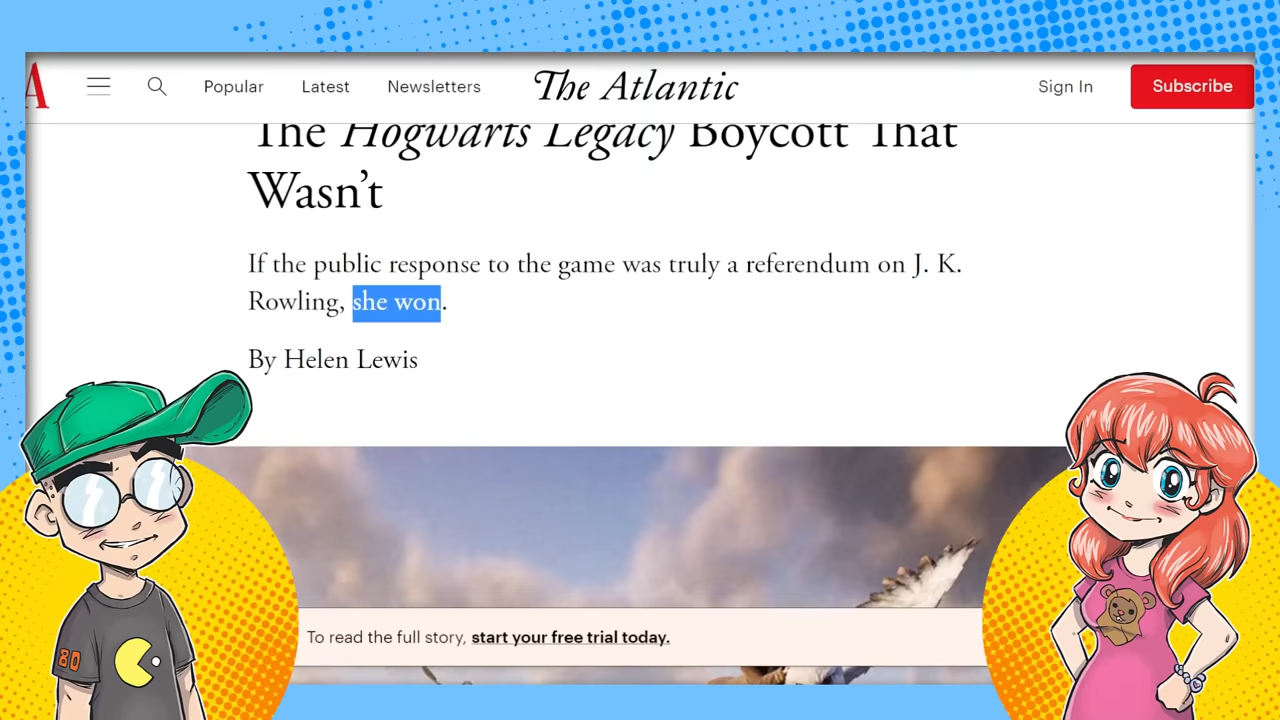 A
Popular Latest Newsletters The Atlantic Sign In Subscribe
The Hogwarts Legacy Boycott That
Wasn’t
If the public response to the game was truly a referendum on J. K.
Rowling, she won.
By Helen Lewis
To read the full story, start your free trial today.
80